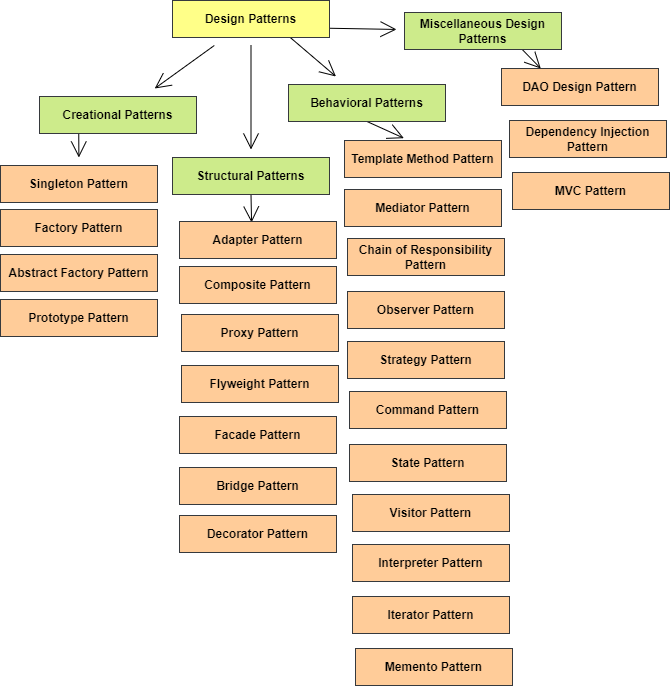 Design Patterns
Miscellaneous Design
Patterns
Creational Patterns
Singleton Pattern
Factory Pattern
Abstract Factory Pattern
Prototype Pattern
Structural Patterns
Adapter Pattern
Composite Pattern
Proxy Pattern
Flyweight Pattern
Facade Pattern
Bridge Pattern
Decorator Pattern
Behavioral Patterns
Template Method Pattern
Mediator Pattern
Chain of Responsibility
Pattern
Observer Pattern
Strategy Pattern
Command Pattern
State Pattern
Visitor Pattern
Interpreter Pattern
Iterator Pattern
Memento Pattern
DAO Design Pattern
Dependency Injection
Pattern
MVC Pattern